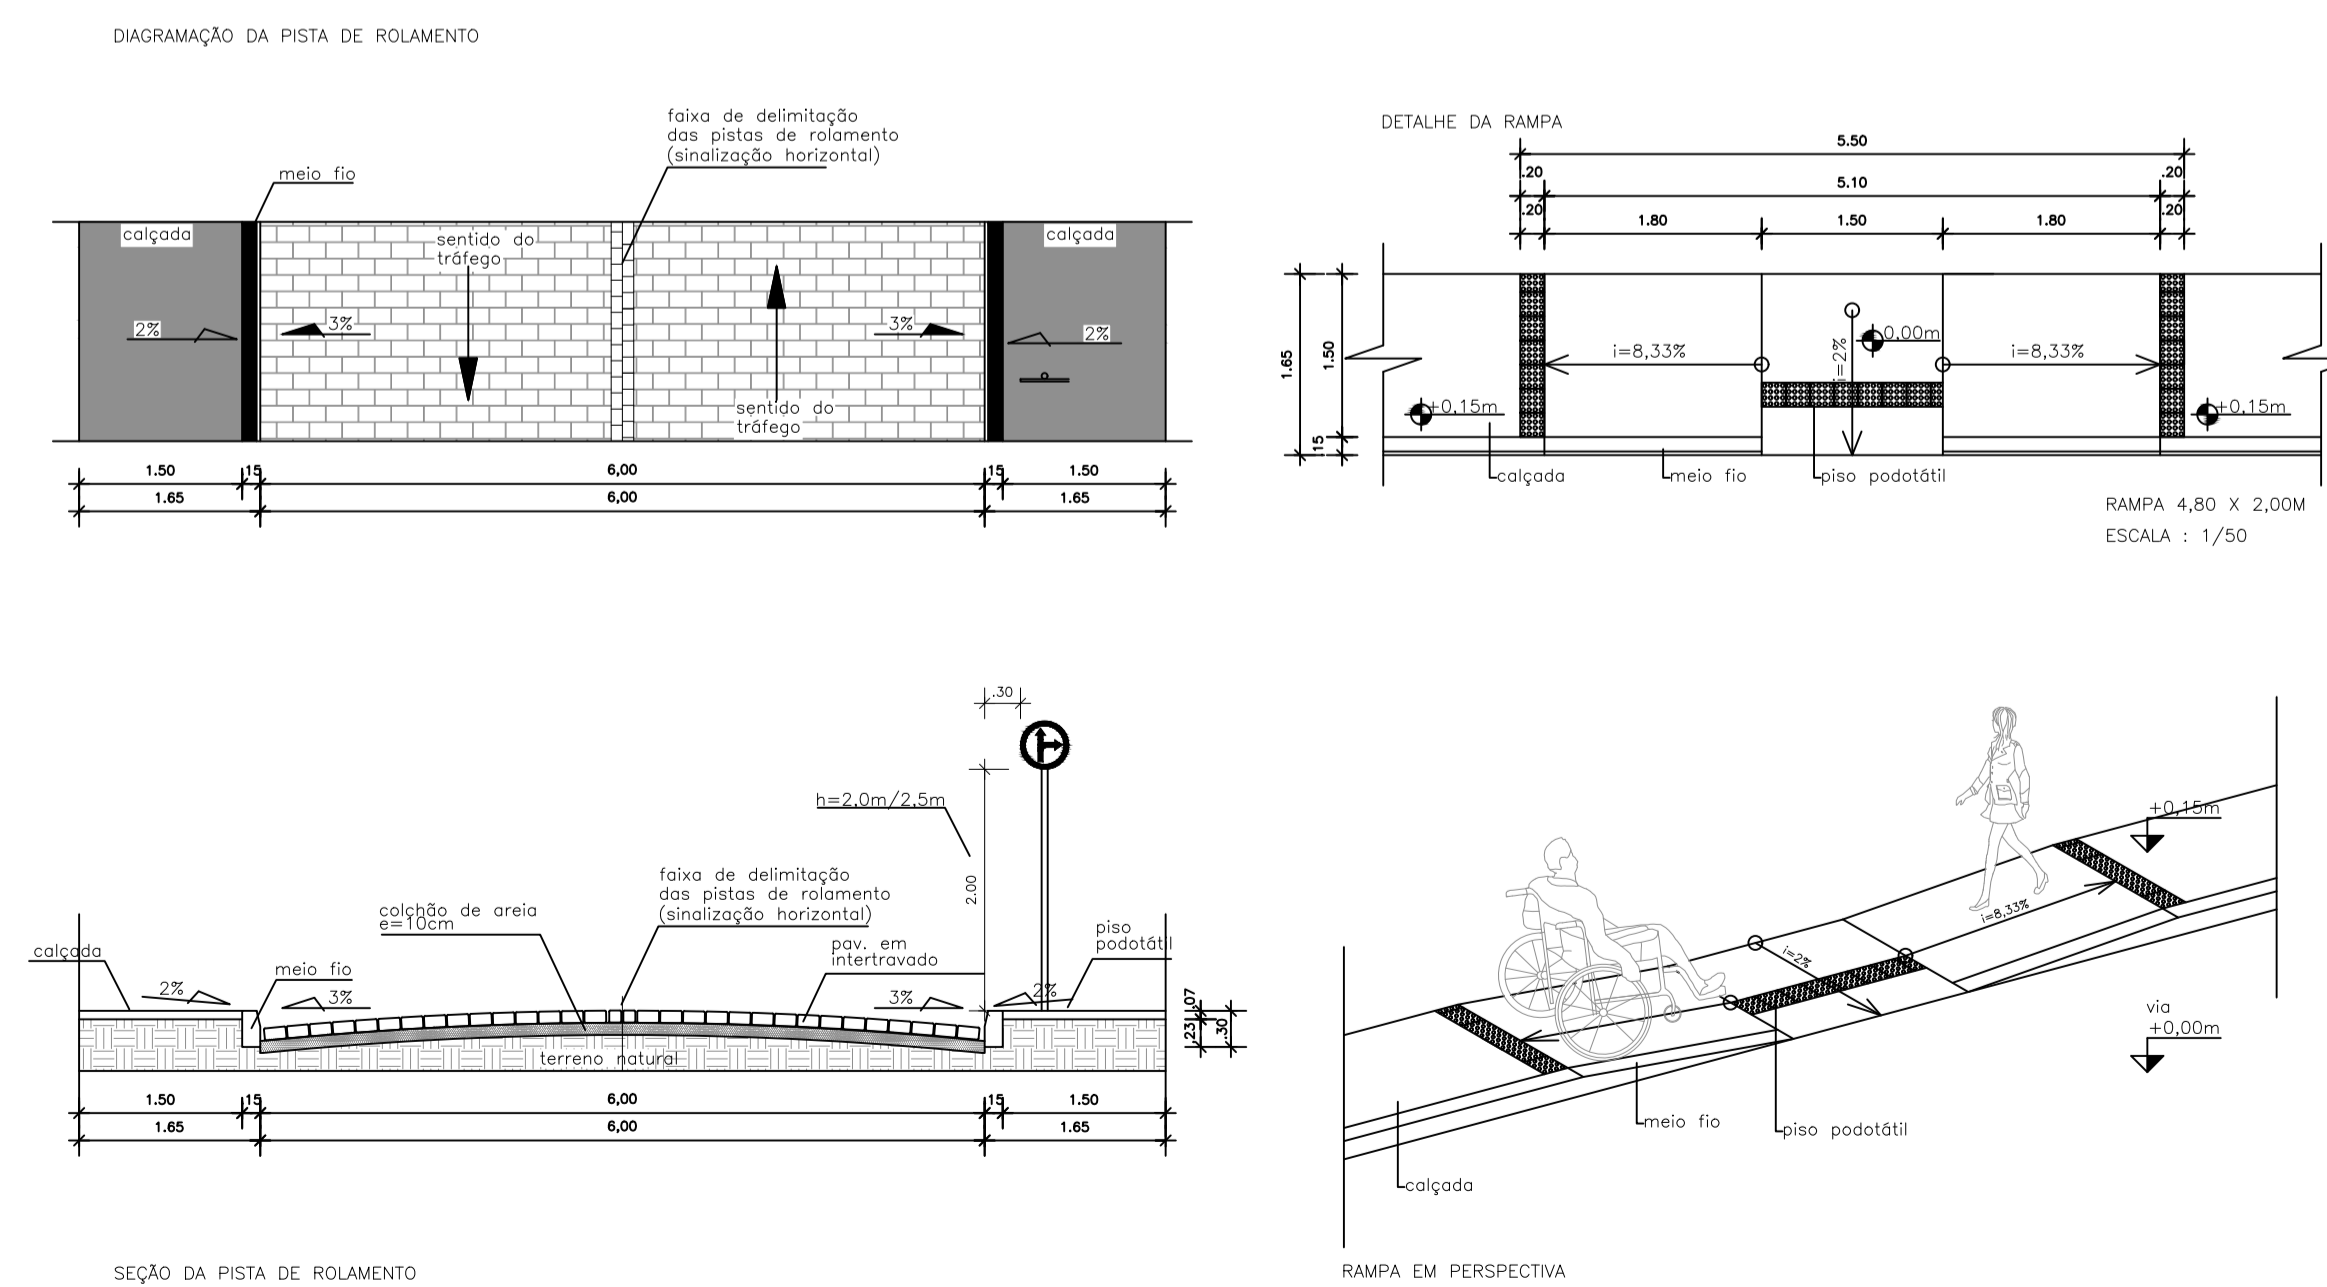 DIAGRAMAÇÃO DA PISTA DE ROLAMENTO
faixa de delimitação
das pistas de rolamento
(sinalização horizontal)
meio fio
calçada
sentido do
tráfego
calçada
2%
3%
3%
2%
sentido do
tráfego
1.50
15
6,00
15
1.50
1.65
6,00
1.65
DETALHE DA RAMPA
5.50
.20
5.10
.20
.20
1.80
1.50
1.80
.20
1.65
1.50
15
i=8,33%
i=2%
0,00m
i=8,33%
+0,15m
+0,15m
calçada
meio fio
piso podotátil
RAMPA 4,80 X 2,00M
ESCALA : 1/50
.30
h=2,0m/2,5m
2.00
faixa de delimitação
das pistas de rolamento
(sinalização horizontal)
colchão de areia
e=10cm
pav. em
intertravado
piso
podotátil
calçada
meio fio
2%
3%
3%
2%
terreno natural
.07
.23
.30
1.50
15
6,00
15
1.50
1.65
6,00
1.65
SEÇÃO DA PISTA DE ROLAMENTO
+0,15m
i=8,33%
i=2%
via
+0,00m
meio fio
piso podotátil
calçada
RAMPA EM PERSPECTIVA